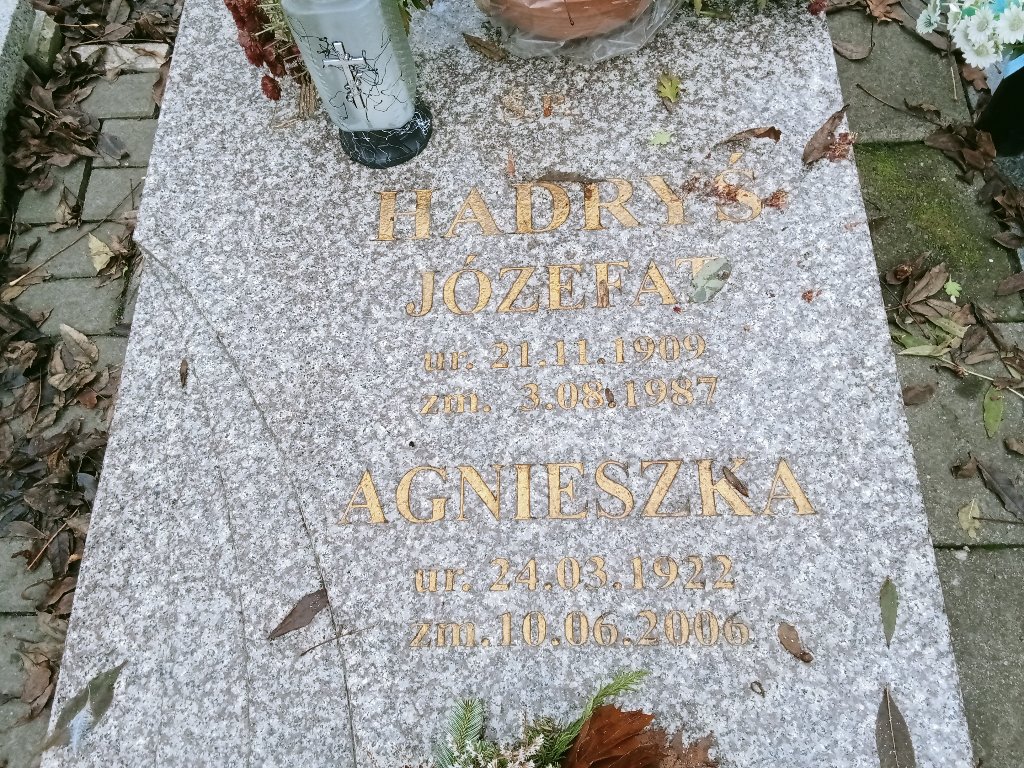 Ś.P.
HADRYŚ
JÓZEFAT
ur. 21.11.1909
zm. 3.08.1987
AGNIESZKA
ur. 24.03.1922
zm.10.06.2006